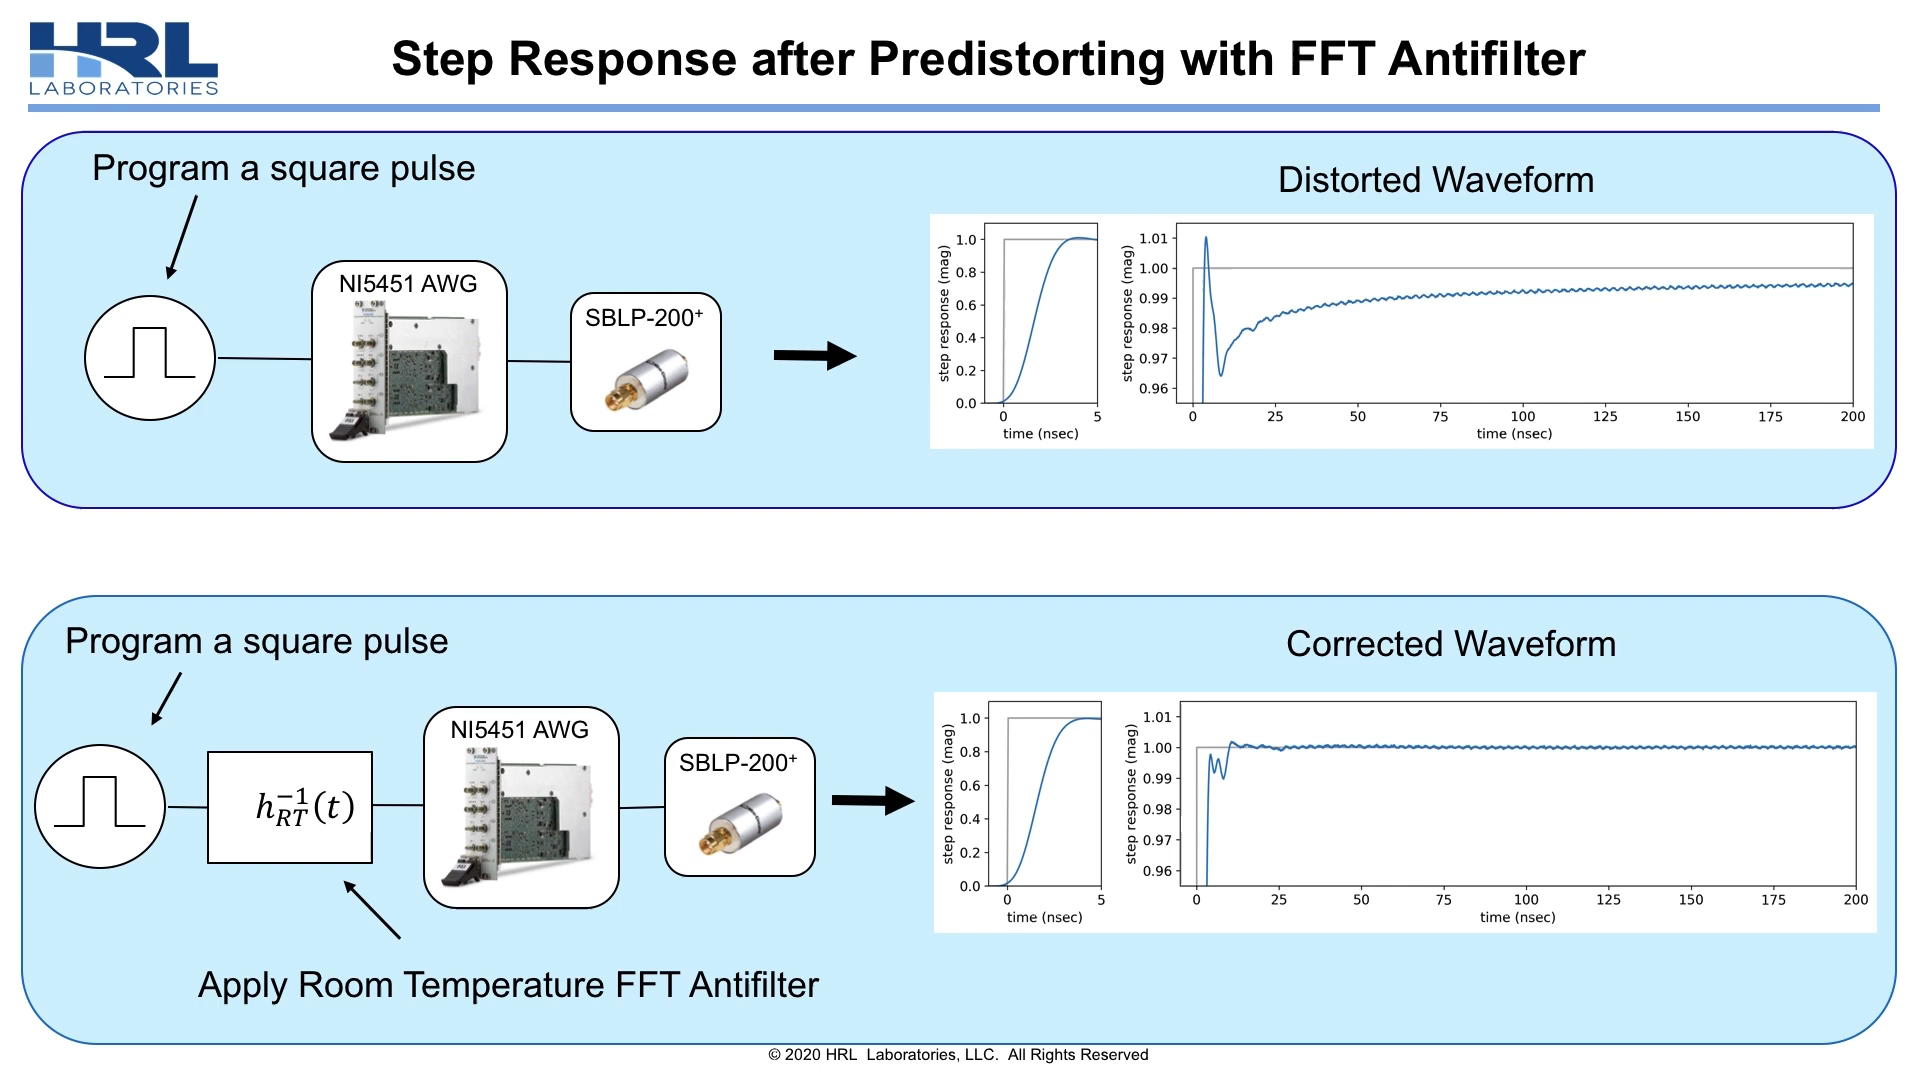 HRL
LABORATORIES
Step Response after Predistorting with FFT Antifilter
Program a square pulse
NI5451 AWG
SBLP-200⁺
Distorted Waveform
step response (mag)
1.0
0.8
0.6
0.4
0.2
0.0
0 5
time (nsec)
step response (mag)
1.01
1.00
0.99
0.98
0.97
0.96
0 25 50 75 100 125 150 175 200
time (nsec)
Program a square pulse
h_{RT}^{-1}(t)
NI5451 AWG
SBLP-200⁺
Apply Room Temperature FFT Antifilter
Corrected Waveform
step response (mag)
1.0
0.8
0.6
0.4
0.2
0.0
0 5
time (nsec)
step response (mag)
1.01
1.00
0.99
0.98
0.97
0.96
0 25 50 75 100 125 150 175 200
time (nsec)
© 2020 HRL Laboratories, LLC. All Rights Reserved